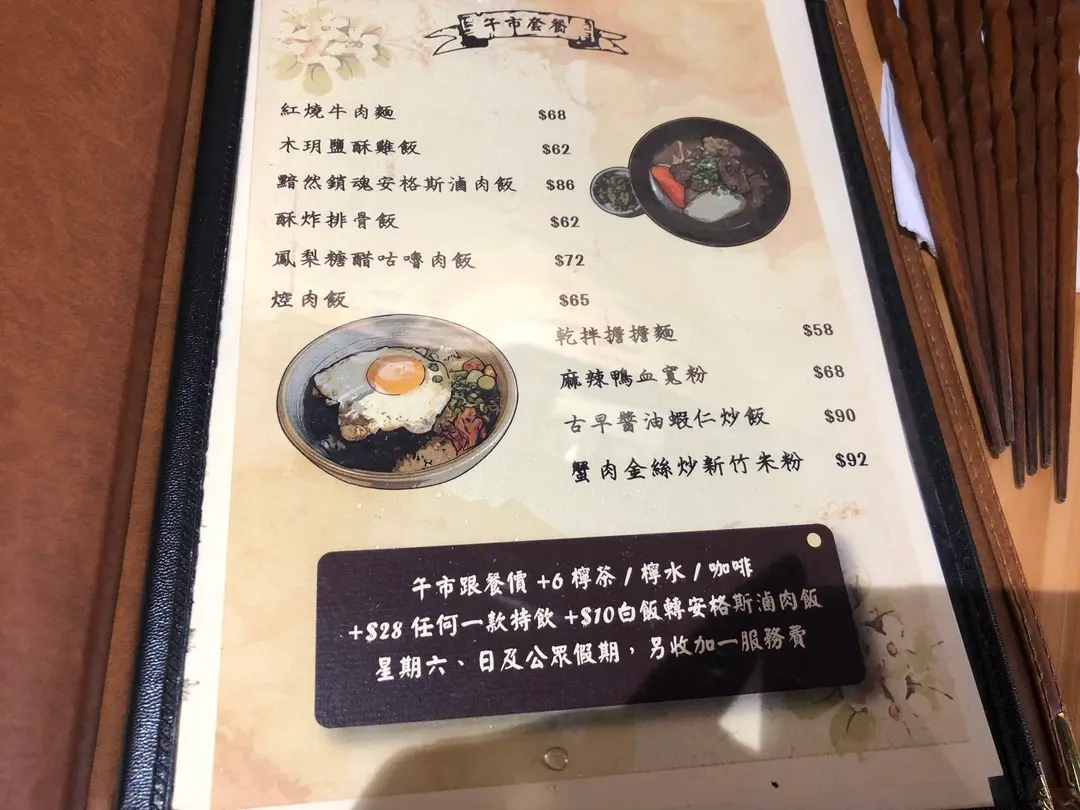 午市套餐
紅燒牛肉麵 $68
木玥鹽酥雞飯 $62
黯然銷魂安格斯滷肉飯 $86
酥炸排骨飯 $62
鳳梨糖醋咕嚕肉飯 $72
焢肉飯 $65
乾拌擔擔麵 $58
麻辣鴨血寬粉 $68
古早醬油蝦仁炒飯 $90
蟹肉金絲炒新竹米粉 $92
午市跟餐價 +6 檸茶 / 檸水 / 咖啡
+$28 任何一款特飲 +$10白飯轉安格斯滷肉飯
星期六、日及公眾假期，另收加一服務費